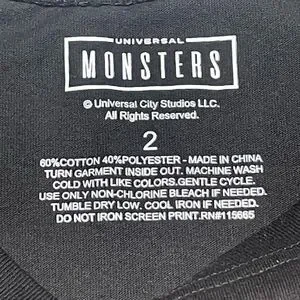 UNIVERSAL
MONSTERS
© Universal City Studios LLC.
All Rights Reserved.
2
60%COTTON 40%POLYESTER - MADE IN CHINA
TURN GARMENT INSIDE OUT. MACHINE WASH
COLD WITH LIKE COLORS.GENTLE CYCLE.
USE ONLY NON-CHLORINE BLEACH IF NEEDED.
TUMBLE DRY LOW. COOL IRON IF NEEDED.
DO NOT IRON SCREEN PRINT.RN#115665